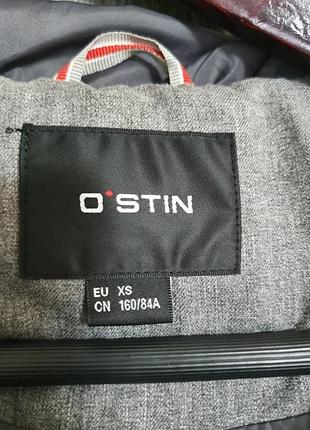 O'STIN
EU XS
CN 160/84A